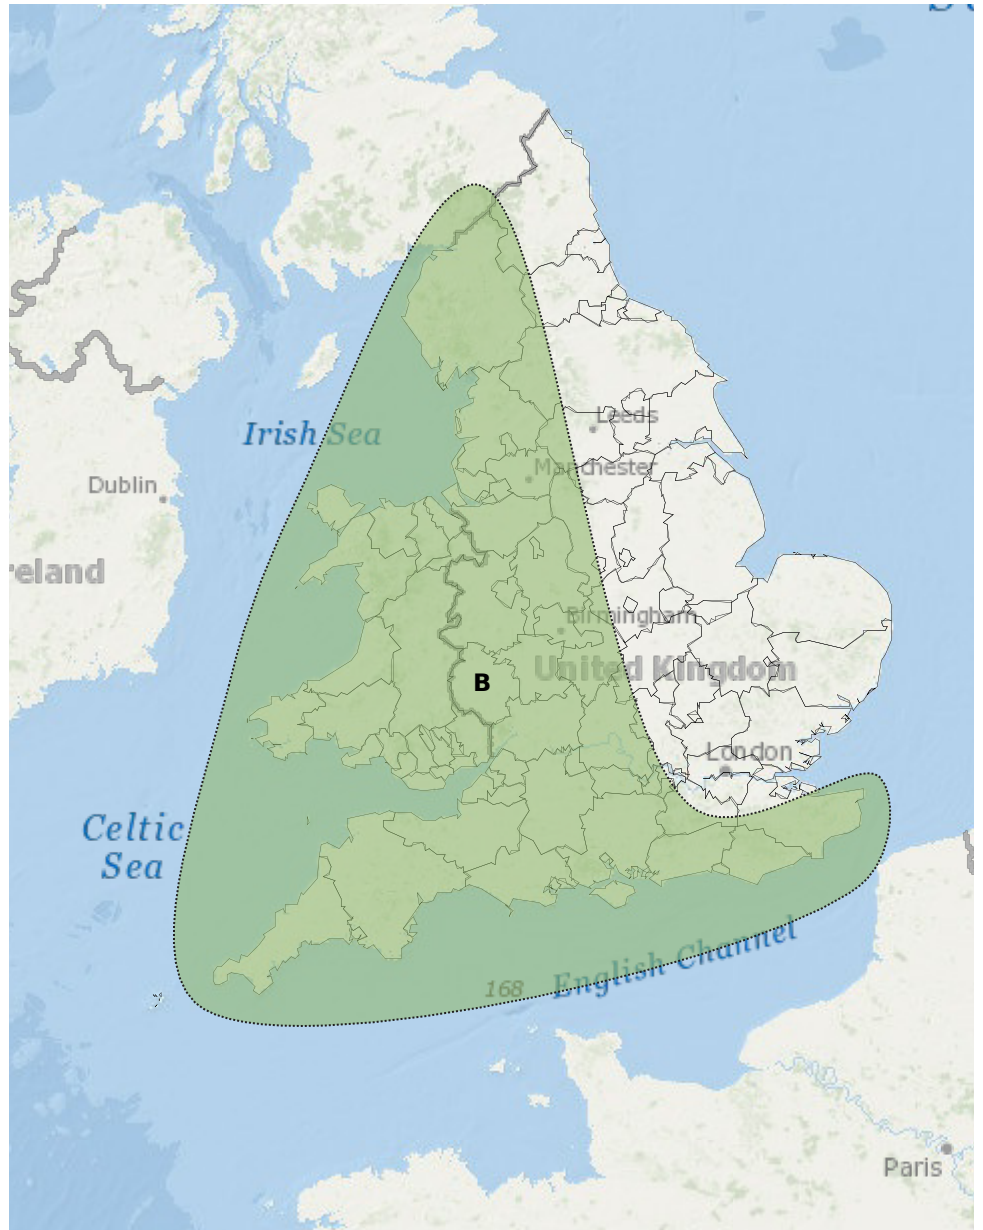 Leeds
Irish Sea
Manchester
Dublin
reland
Birmingham
United Kingdom
B
London
Celtic
Sea
English Channel
168
Paris